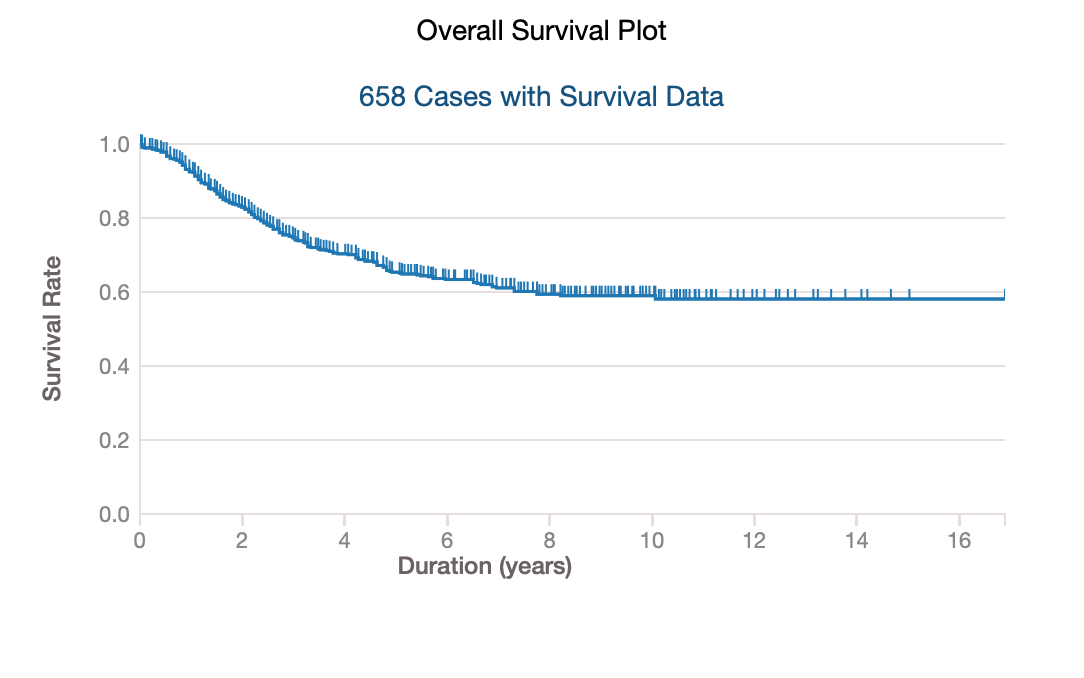 Overall Survival Plot
658 Cases with Survival Data
1.0
0.8
0.6
0.4
0.2
0.0
Survival Rate
0 2 4 6 8 10 12 14 16
Duration (years)